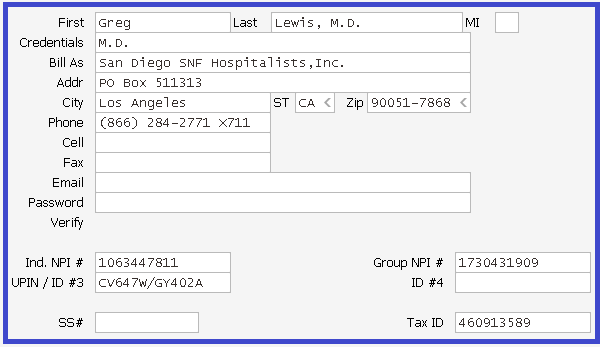 First Greg Last Lewis, M.D. MI
Credentials M.D.
Bill As San Diego SNF Hospitalists,Inc.
Addr PO Box 511313
City Los Angeles ST CA < Zip 90051-7868 <
Phone (866) 284-2771 X711
Cell
Fax
Email
Password
Verify
Ind. NPI # 1063447811 Group NPI # 1730431909
UPIN / ID #3 CV647W/GY402A ID #4
SS# Tax ID 460913589